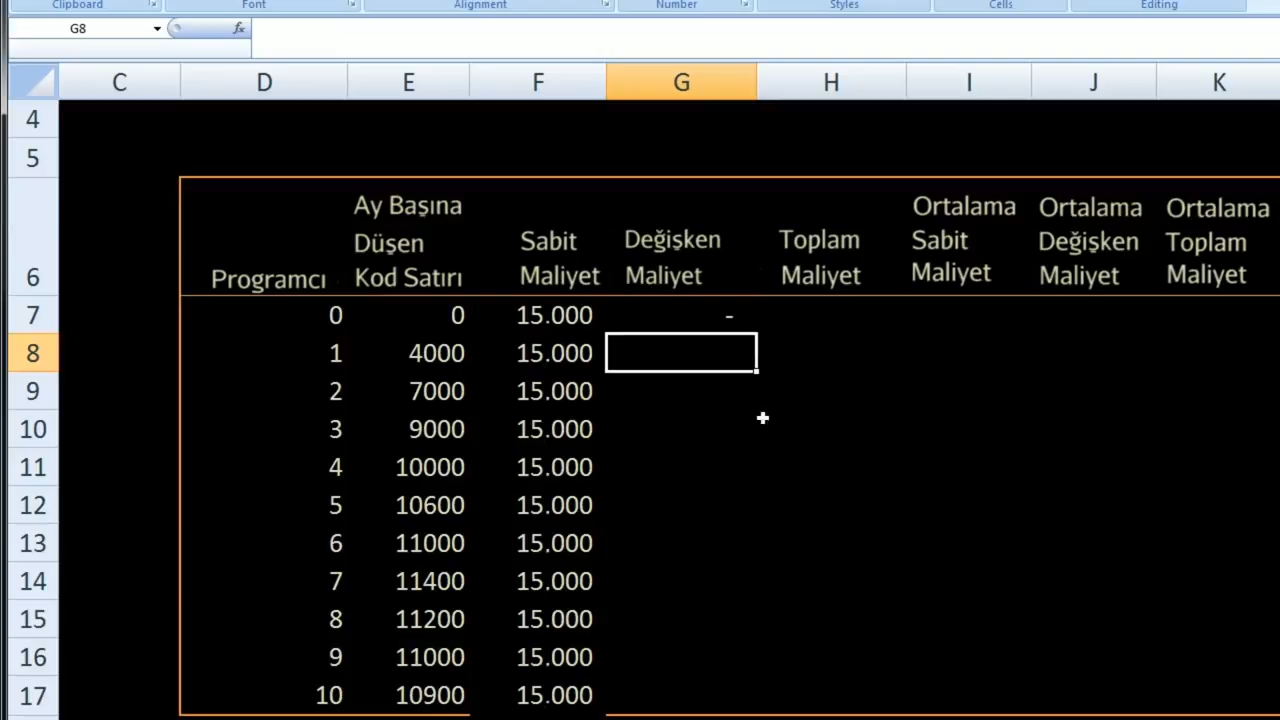 Clipboard Font Alignment Number Styles Cells Editing
G8 fx
C D E F G H I J K
4
5
6 Programcı Ay Başına Düşen Kod Satırı Sabit Maliyet Değişken Maliyet Toplam Maliyet Ortalama Sabit Maliyet Ortalama Değişken Maliyet Ortalama Toplam Maliyet
7 0 0 15.000 -
8 1 4000 15.000
9 2 7000 15.000
10 3 9000 15.000
11 4 10000 15.000
12 5 10600 15.000
13 6 11000 15.000
14 7 11400 15.000
15 8 11200 15.000
16 9 11000 15.000
17 10 10900 15.000